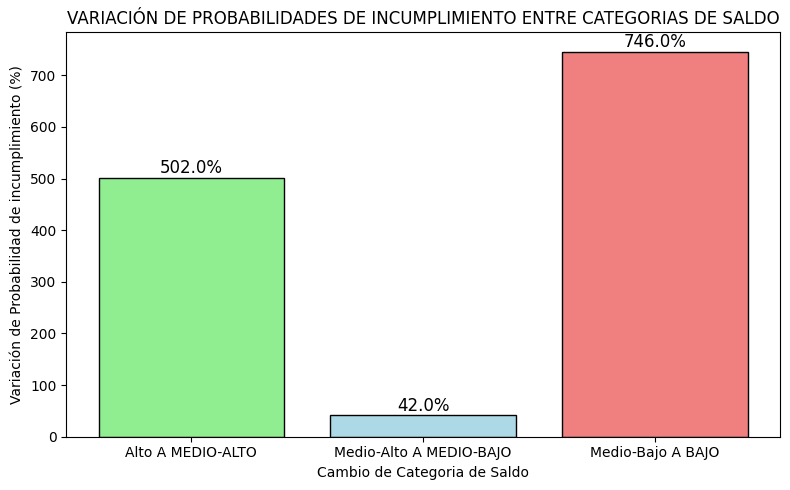 VARIACIÓN DE PROBABILIDADES DE INCUMPLIMIENTO ENTRE CATEGORIAS DE SALDO
Variación de Probabilidad de incumplimiento (%)
700
600
500
400
300
200
100
0
502.0%
42.0%
746.0%
Alto A MEDIO-ALTO
Medio-Alto A MEDIO-BAJO
Medio-Bajo A BAJO
Cambio de Categoria de Saldo